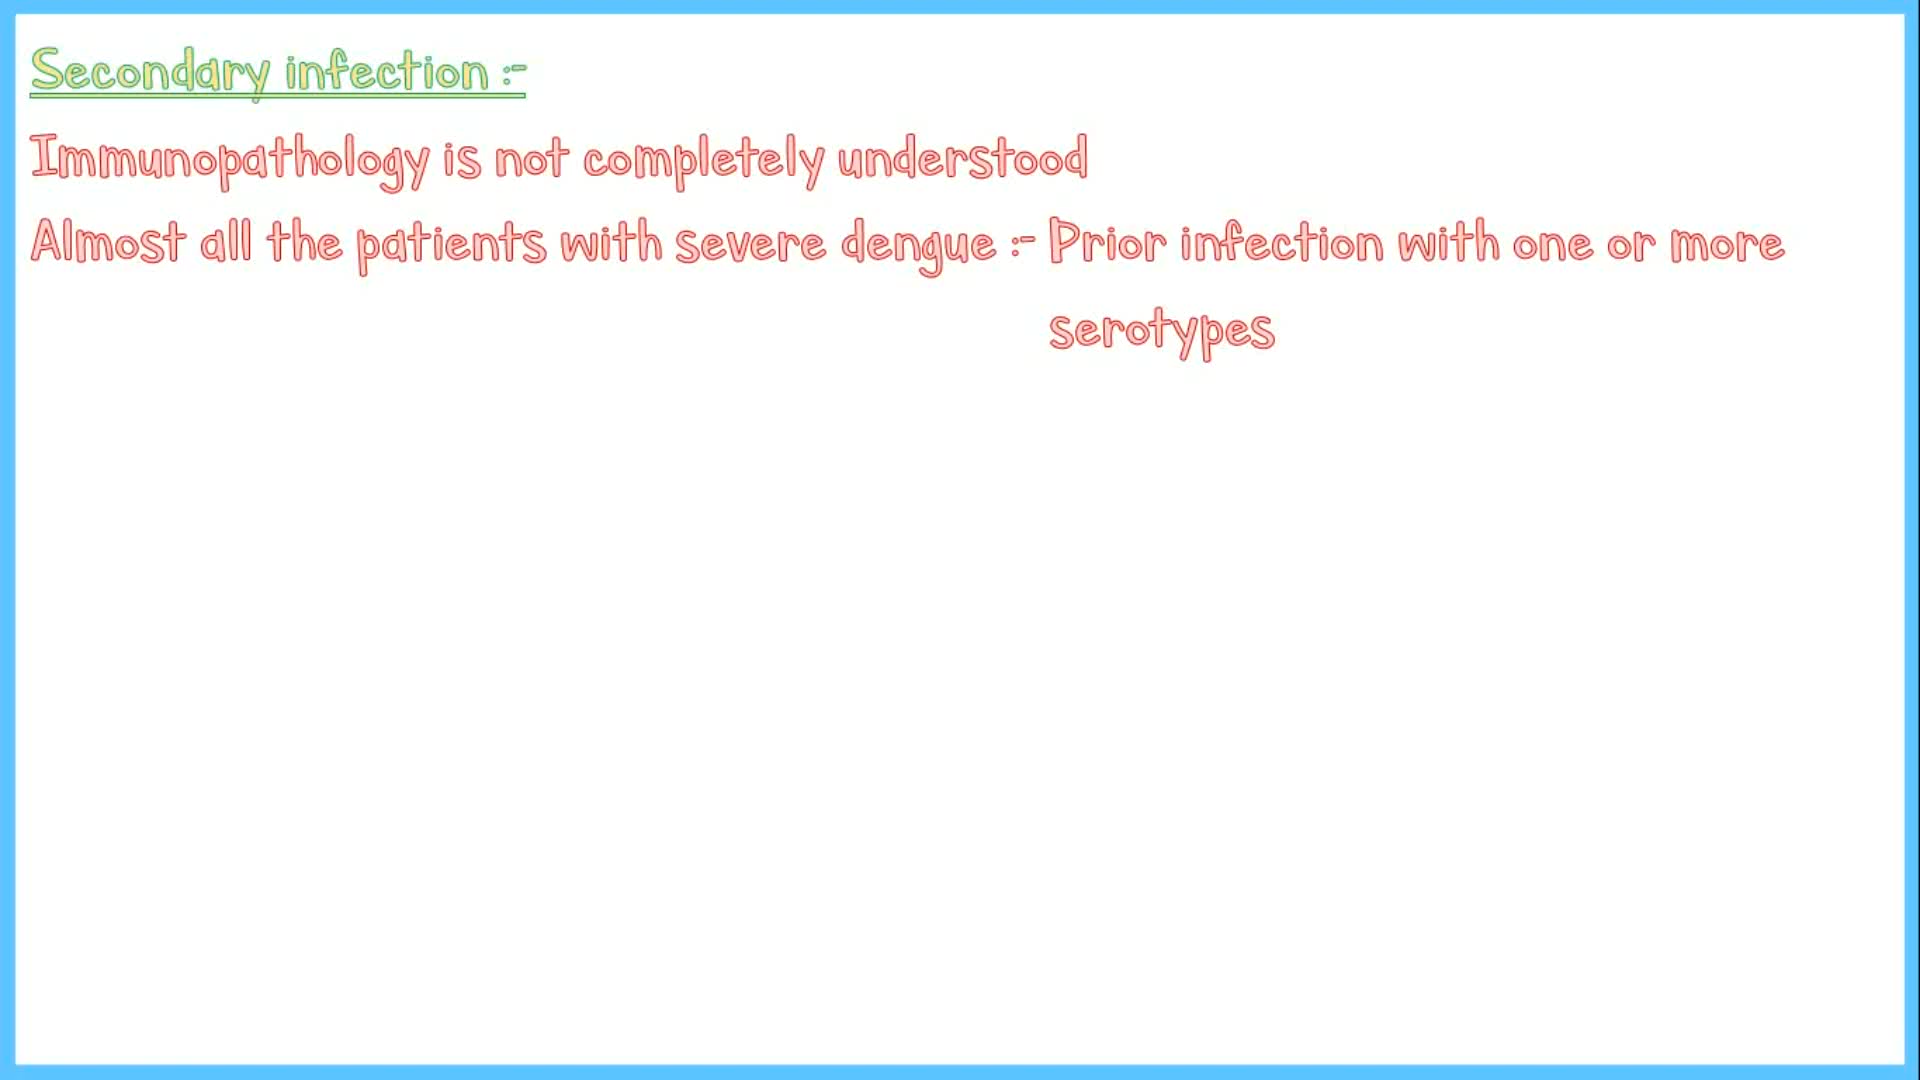 Secondary infection :-
Immunopathology is not completely understood
Almost all the patients with severe dengue :- Prior infection with one or more
serotypes